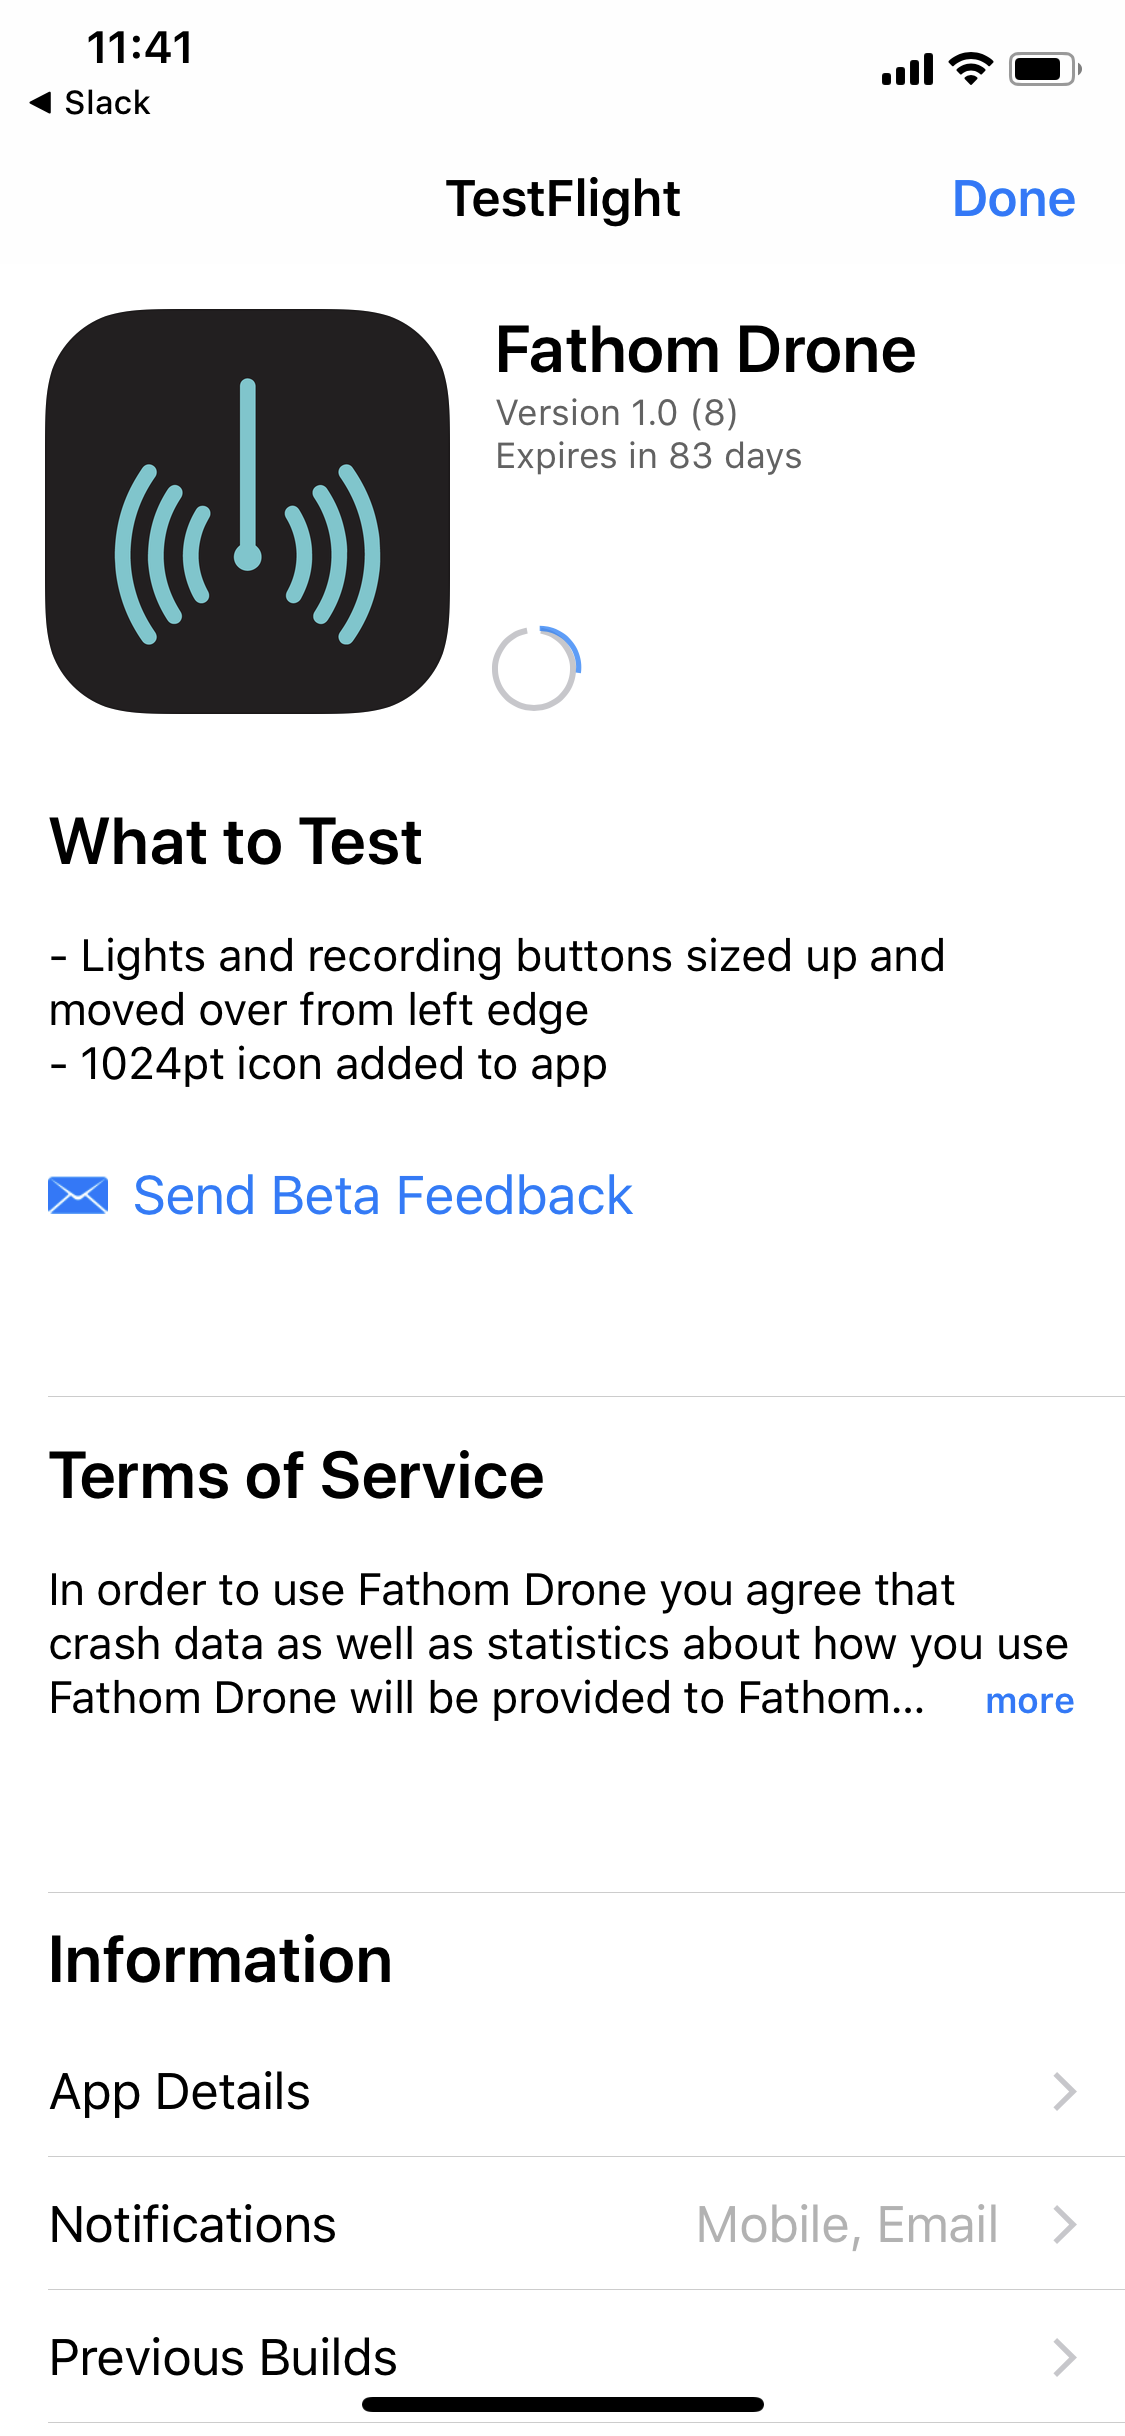 11:41
◀ Slack
TestFlight
Done
Fathom Drone
Version 1.0 (8)
Expires in 83 days
What to Test
- Lights and recording buttons sized up and
moved over from left edge
- 1024pt icon added to app
Send Beta Feedback
Terms of Service
In order to use Fathom Drone you agree that
crash data as well as statistics about how you use
Fathom Drone will be provided to Fathom... more
Information
App Details
Notifications Mobile, Email
Previous Builds